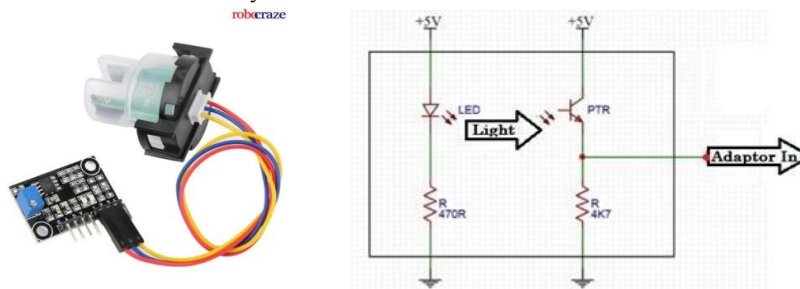 robocraze
+5V
+5V
LED
Light
PTR
Adaptor In
R
470R
R
4K7